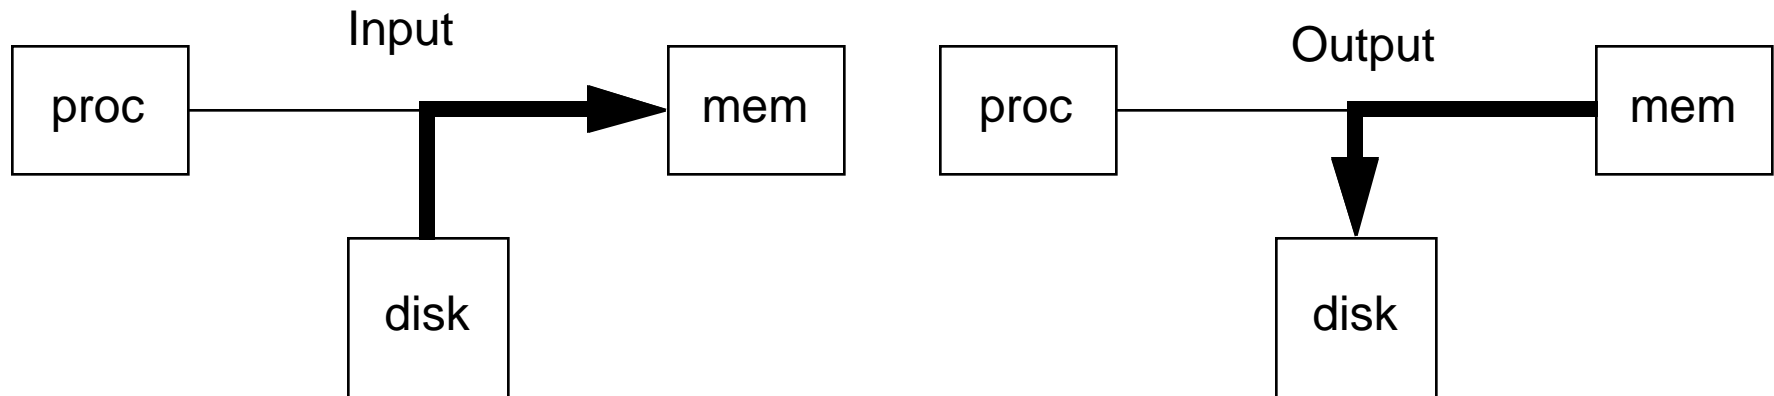 Input
proc
mem
disk
Output
proc
mem
disk